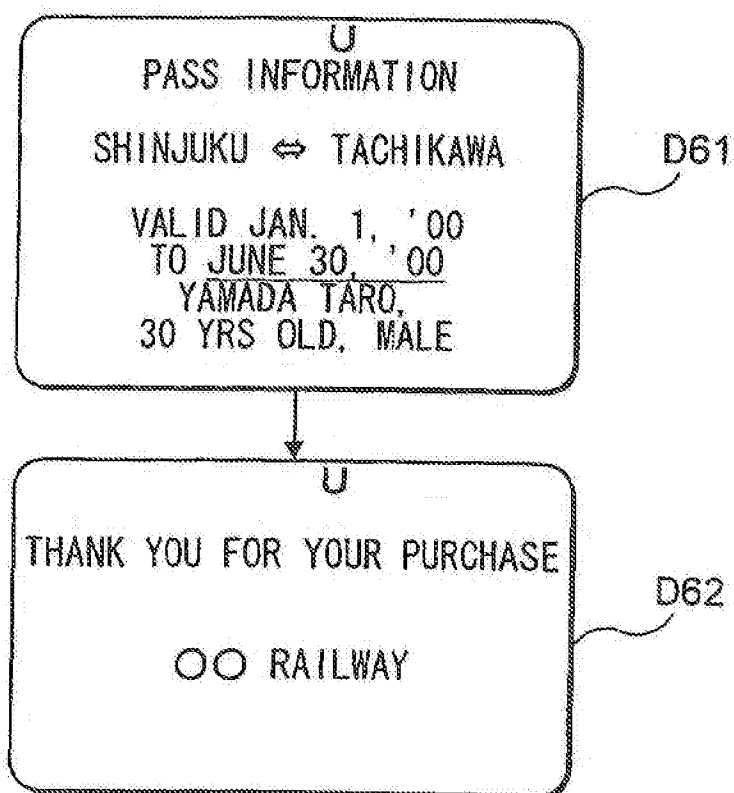 U
PASS INFORMATION
SHINJUKU ⇔ TACHIKAWA
VALID JAN. 1, '00
TO JUNE 30, '00
YAMADA TARO,
30 YRS OLD, MALE
D61
U
THANK YOU FOR YOUR PURCHASE
○○ RAILWAY
D62